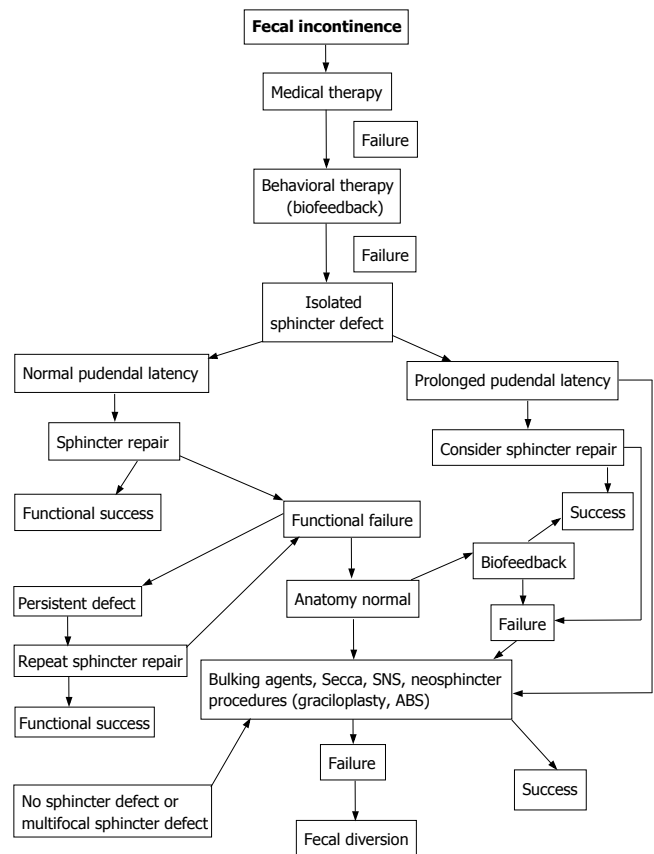 Fecal incontinence
Medical therapy
Failure
Behavioral therapy
(biofeedback)
Failure
Isolated
sphincter defect
Normal pudendal latency
Prolonged pudendal latency
Sphincter repair
Consider sphincter repair
Functional success
Functional failure
Success
Biofeedback
Persistent defect
Anatomy normal
Failure
Repeat sphincter repair
Bulking agents, Secca, SNS, neosphincter
procedures (graciloplasty, ABS)
Functional success
Failure
Success
No sphincter defect or
multifocal sphincter defect
Fecal diversion